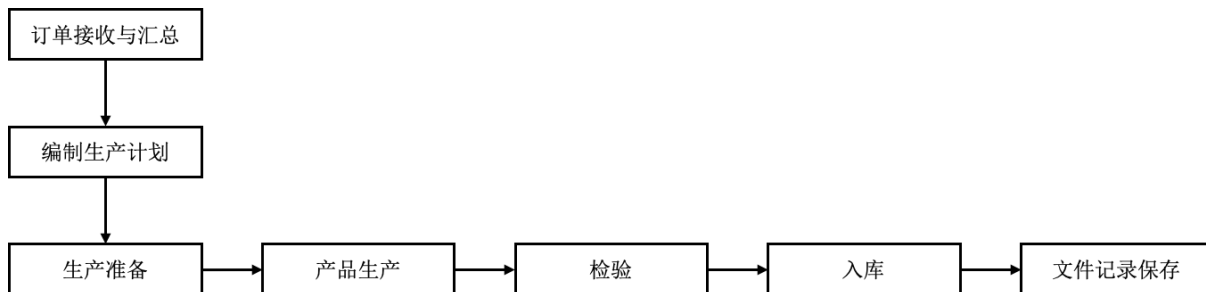 订单接收与汇总
编制生产计划
生产准备
产品生产
检验
入库
文件记录保存